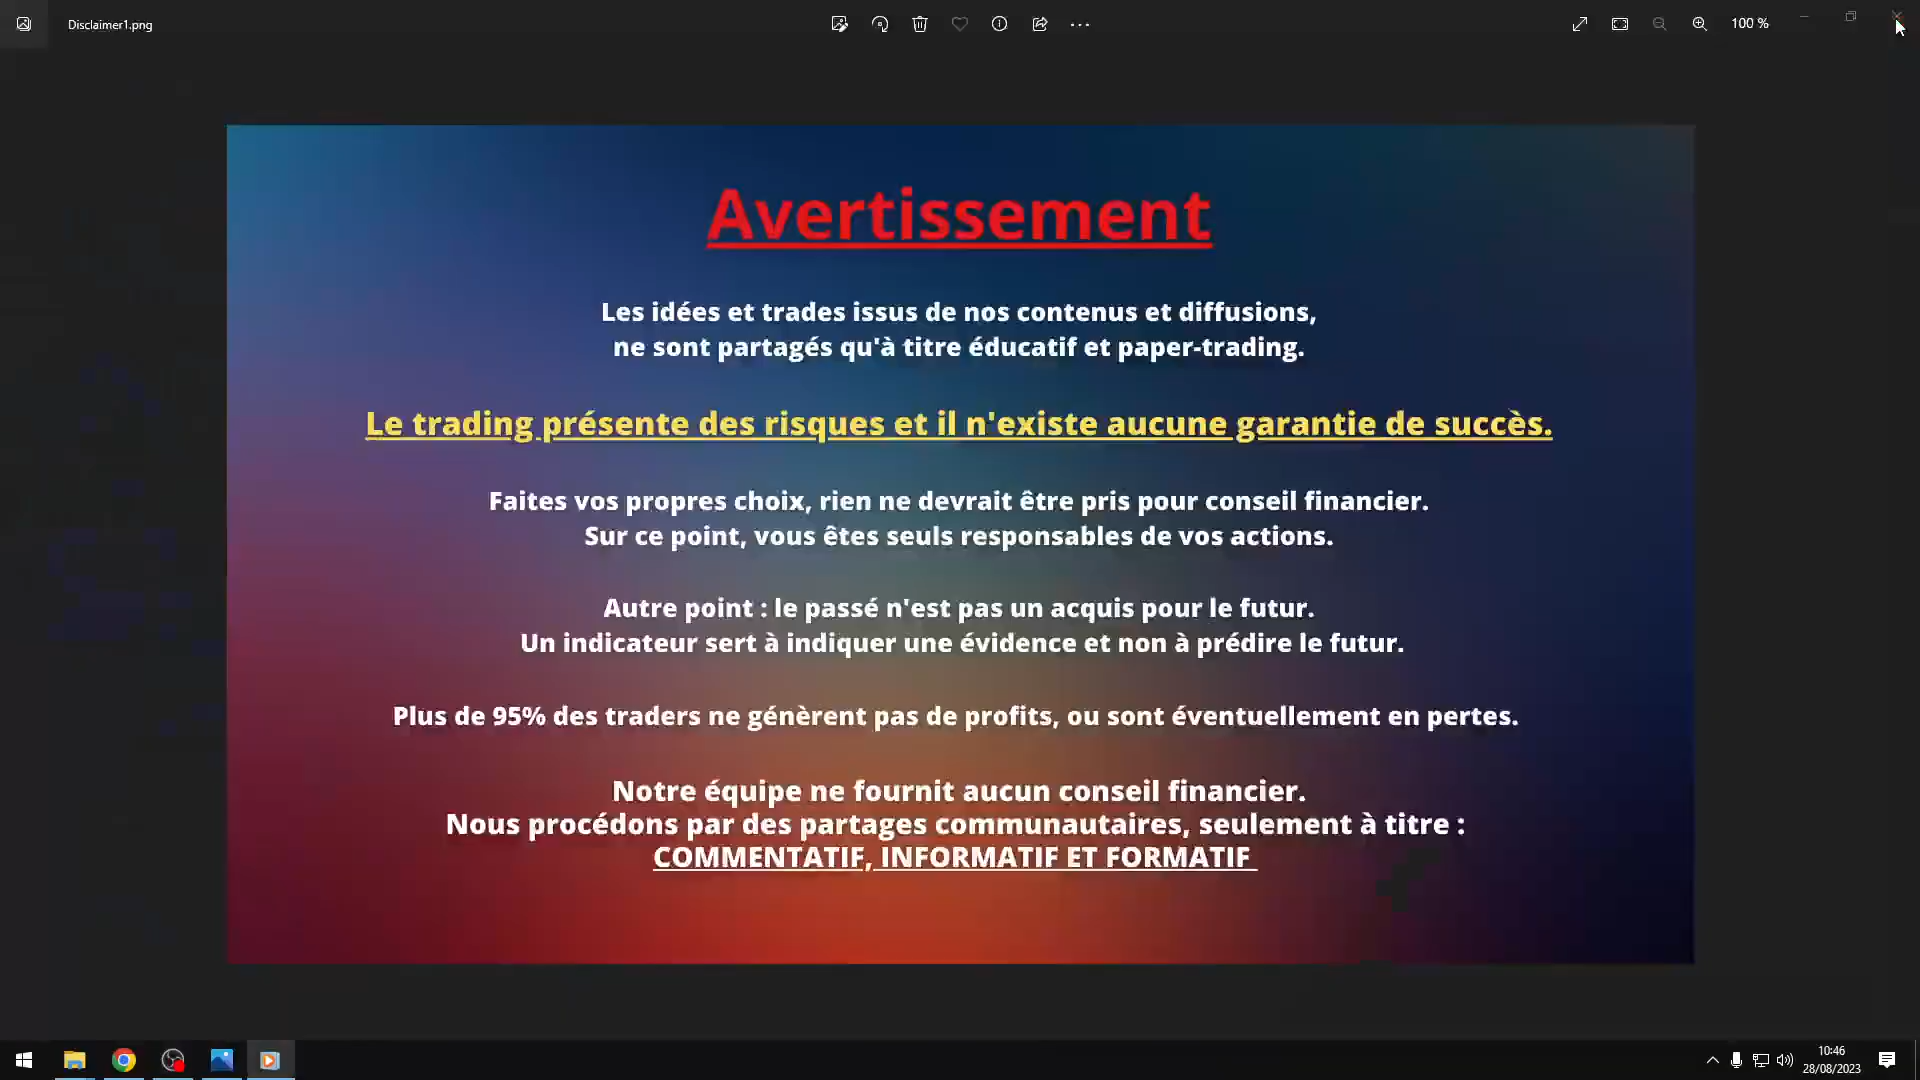 Disclaimer1.png
100 %
Avertissement
Les idées et trades issus de nos contenus et diffusions,
ne sont partagés qu'à titre éducatif et paper-trading.
Le trading présente des risques et il n'existe aucune garantie de succès.
Faites vos propres choix, rien ne devrait être pris pour conseil financier.
Sur ce point, vous êtes seuls responsables de vos actions.
Autre point : le passé n'est pas un acquis pour le futur.
Un indicateur sert à indiquer une évidence et non à prédire le futur.
Plus de 95% des traders ne génèrent pas de profits, ou sont éventuellement en pertes.
Notre équipe ne fournit aucun conseil financier.
Nous procédons par des partages communautaires, seulement à titre :
COMMENTATIF, INFORMATIF ET FORMATIF
10:46
28/08/2023